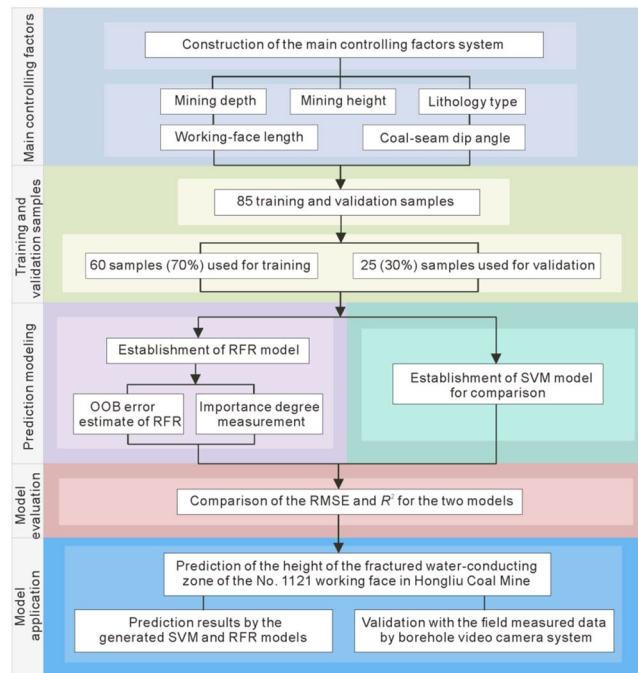 Main controlling factors
Construction of the main controlling factors system
Mining depth
Mining height
Lithology type
Working-face length
Coal-seam dip angle
Training and
validation samples
85 training and validation samples
60 samples (70%) used for training
25 (30%) samples used for validation
Prediction modeling
Establishment of RFR model
OOB error
estimate of RFR
Importance degree
measurement
Establishment of SVM model
for comparison
Model
evaluation
Comparison of the RMSE and R² for the two models
Model
application
Prediction of the height of the fractured water-conducting
zone of the No. 1121 working face in Hongliu Coal Mine
Prediction results by the
generated SVM and RFR models
Validation with the field measured data
by borehole video camera system